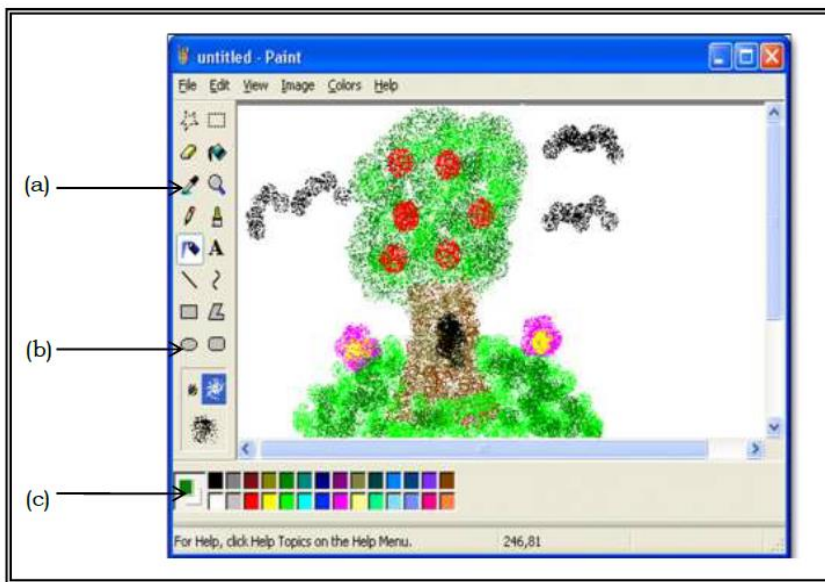 untitled - Paint
File Edit View Image Colors Help
(a)
A
(b)
(c)
For Help, click Help Topics on the Help Menu. 246,81